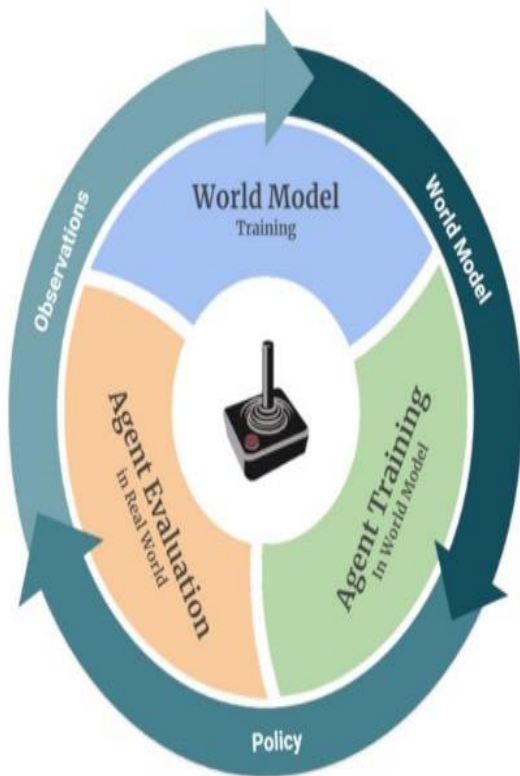 World Model
Training
World Model
Agent Training
In World Model
Policy
Agent Evaluation
in Real World
Observations